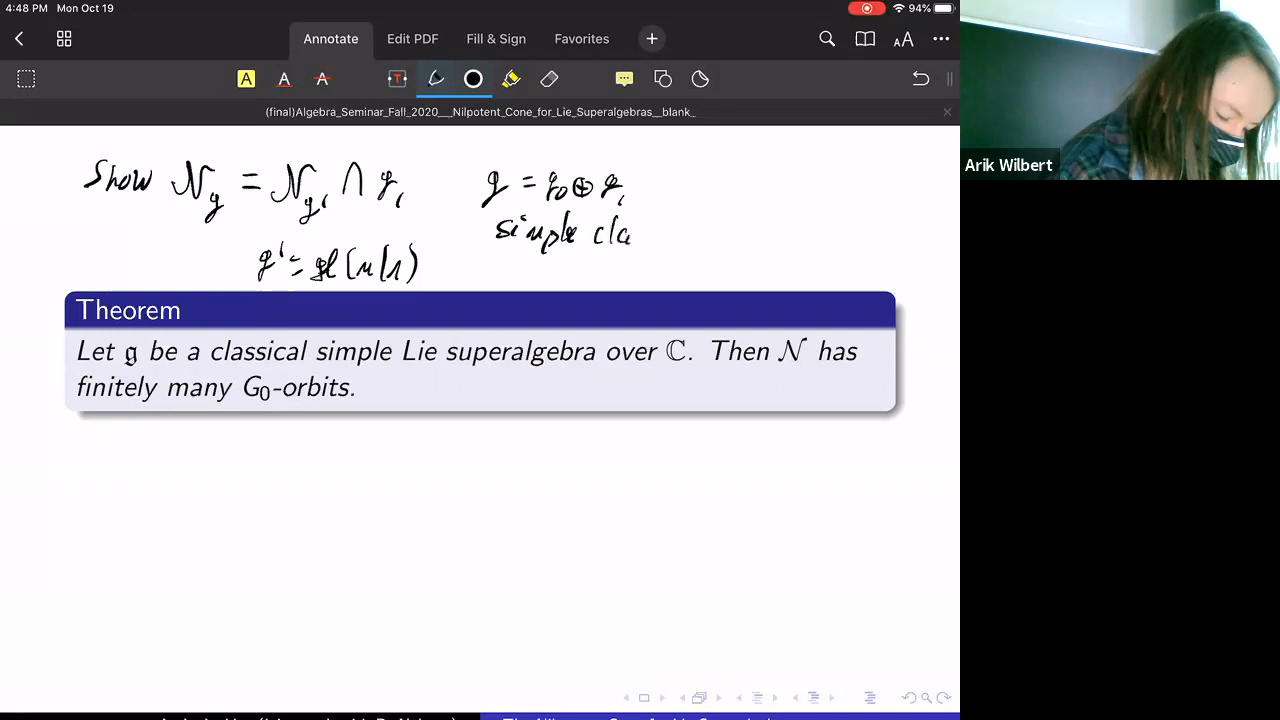 4:48 PM Mon Oct 19
94%
Annotate
Edit PDF
Fill & Sign
Favorites
(final)Algebra_Seminar_Fall_2020___Nilpotent_Cone_for_Lie_Superalgebras__blank_
Arik Wilbert
Show 𝒩_g = 𝒩_g' ∩ g_1
g = g_0 ⊕ g_1
simple cla
g' = gl(n|n)
Theorem
Let 𝔤 be a classical simple Lie superalgebra over ℂ. Then 𝒩 has
finitely many G₀-orbits.